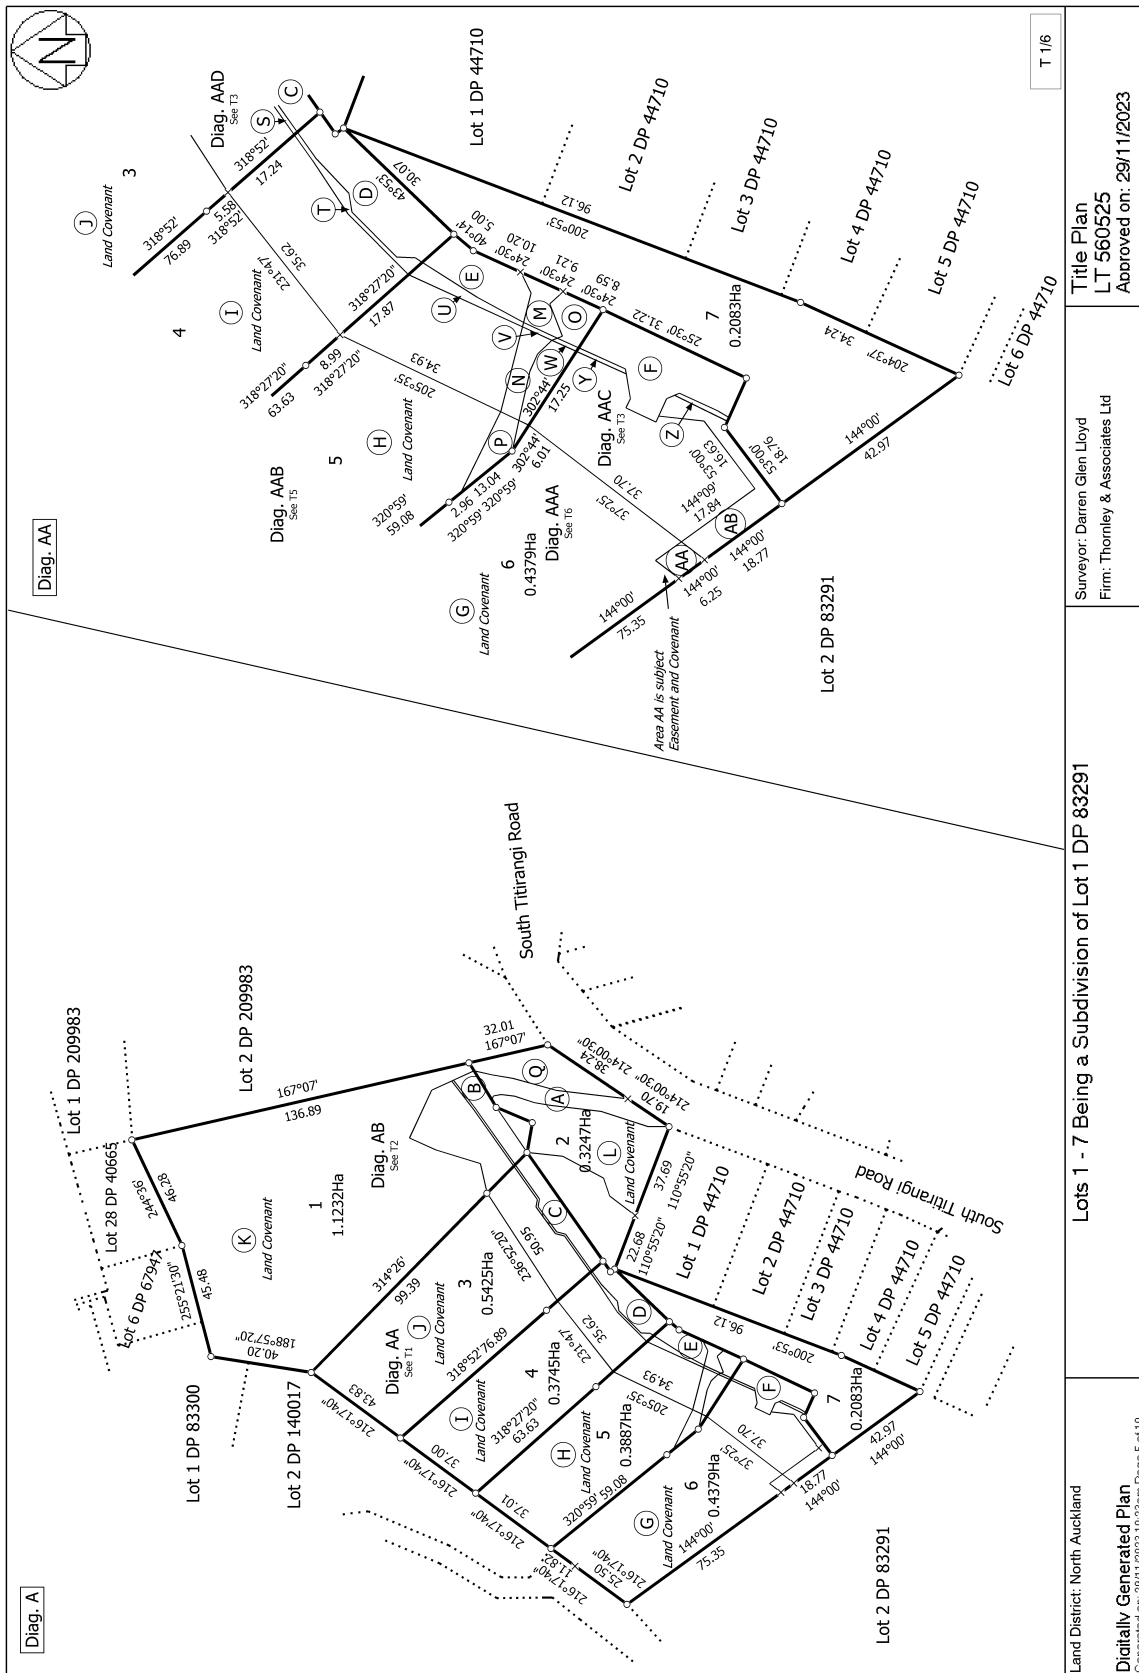 Diag. A
Lot 1 DP 209983
Lot 28 DP 40665
Lot 6 DP 67947
Lot 2 DP 209983
Lot 1 DP 83300
Lot 2 DP 140017
244°36'
46.28
255°21'30"
45.48
188°57'20"
40.20
167°07'
136.89
167°07'
32.01
South Titirangi Road
K
Land Covenant
1
1.1232Ha
Diag. AB
See T2
314°26'
99.39
216°17'40"
43.83
Diag. AA
See T1
J
Land Covenant
3
0.5425Ha
236°52'20"
50.95
B
Q
A
2
0.3247Ha
L
Land Covenant
38.24
214°00'30"
19.70
214°00'30"
C
37.69
110°55'20"
22.68
110°55'20"
216°17'40"
37.00
318°52'
76.89
I
Land Covenant
4
0.3745Ha
231°47'
35.62
D
318°27'20"
63.63
216°17'40"
37.01
H
Land Covenant
5
0.3887Ha
205°35'
34.93
E
320°59'
59.08
216°17'40"
11.82
216°17'40"
25.50
G
Land Covenant
6
0.4379Ha
37°25'
37.70
F
144°00'
75.35
18.77
144°00'
42.97
144°00'
7
0.2083Ha
96.12
200°53'
Lot 1 DP 44710
Lot 2 DP 44710
Lot 3 DP 44710
Lot 4 DP 44710
Lot 5 DP 44710
South Titirangi Road
Lot 2 DP 83291
Diag. AA
N
J
Land Covenant
3
Diag. AAD
See T3
S
C
318°52'
17.24
318°52'
76.89
5.58
318°52'
4
I
Land Covenant
231°47'
35.62
T
D
43°53'
30.07
Lot 1 DP 44710
318°27'20"
17.87
40°14'
5.00
318°27'20"
63.63
8.99
318°27'20"
U
E
24°30'
10.20
24°30'
9.21
24°30'
8.59
V
M
O
205°35'
34.93
H
Land Covenant
5
Diag. AAB
See T5
N
W
Y
P
302°44'
17.25
302°44'
6.01
320°59'
59.08
2.96
320°59'
13.04
320°59'
Diag. AAA
See T6
Diag. AAC
See T3
G
Land Covenant
6
0.4379Ha
37°25'
37.70
F
Z
25°30'
31.22
7
0.2083Ha
53°00'
16.63
53°00'
18.76
144°09'
17.84
AB
AA
144°00'
18.77
144°00'
6.25
144°00'
75.35
144°00'
42.97
Area AA is subject
Easement and Covenant
96.12
200°53'
34.24
204°37'
Lot 2 DP 44710
Lot 3 DP 44710
Lot 4 DP 44710
Lot 5 DP 44710
Lot 6 DP 44710
Lot 2 DP 83291
T 1/6
Land District: North Auckland
Digitally Generated Plan
Lots 1 - 7 Being a Subdivision of Lot 1 DP 83291
Surveyor: Darren Glen Lloyd
Firm: Thornley & Associates Ltd
Title Plan
LT 560525
Approved on: 29/11/2023